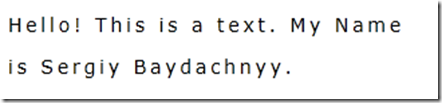 Hello! This is a text. My Name
is Sergiy Baydachnyy.